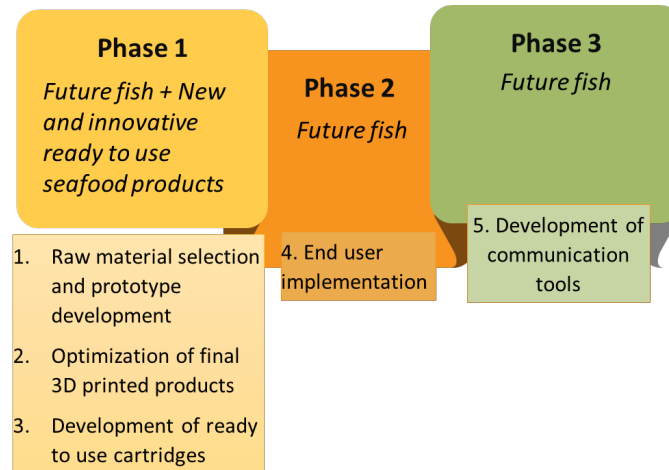 Phase 1
Future fish + New
and innovative
ready to use
seafood products
1. Raw material selection
and prototype
development
2. Optimization of final
3D printed products
3. Development of ready
to use cartridges
Phase 2
Future fish
4. End user
implementation
Phase 3
Future fish
5. Development of
communication
tools